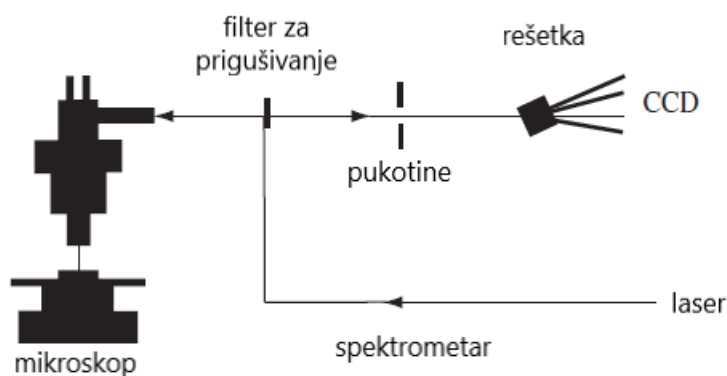 filter za
prigušivanje
rešetka
CCD
pukotine
laser
spektrometar
mikroskop